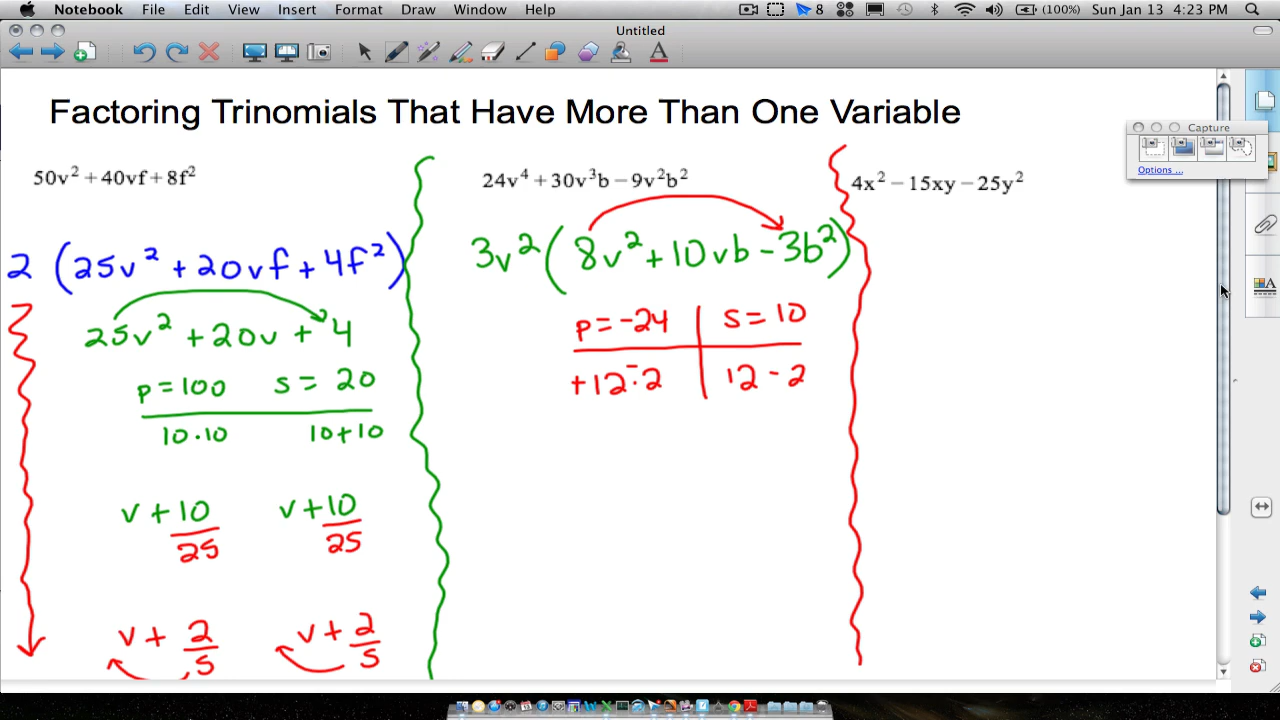 Notebook File Edit View Insert Format Draw Window Help 8 (100%) Sun Jan 13 4:23 PM
Untitled
Factoring Trinomials That Have More Than One Variable
Capture
Options ...
50v² + 40vf + 8f²
2 (25v² + 20vf + 4f²)
25v² + 20v + 4
p = 100 s = 20
10·10 10+10
v + 10/25 v + 10/25
v + 2/5 v + 2/5
24v⁴ + 30v³b − 9v²b²
3v² (8v² + 10vb − 3b²)
p = -24 s = 10
+12·⁻2 12 - 2
4x² − 15xy − 25y²